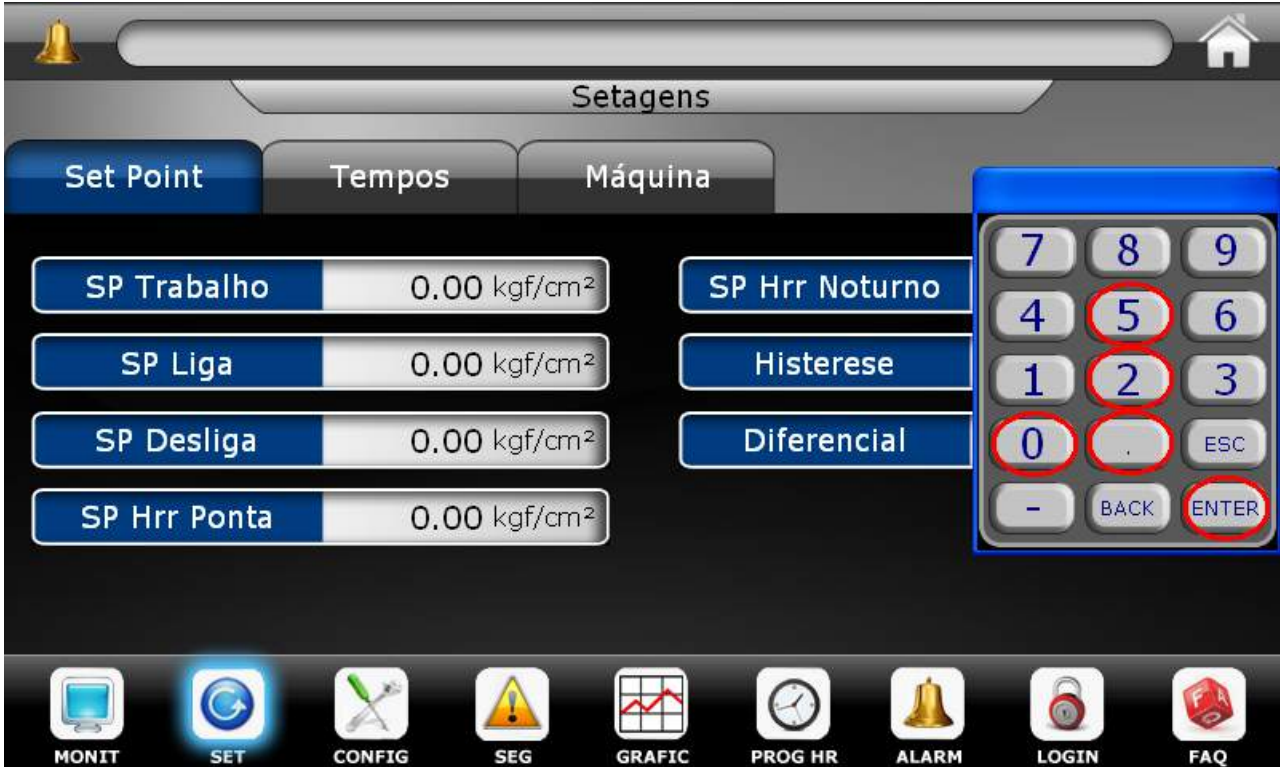 Setagens
Set Point
Tempos
Máquina
SP Trabalho
0.00 kgf/cm²
SP Liga
0.00 kgf/cm²
SP Desliga
0.00 kgf/cm²
SP Hrr Ponta
0.00 kgf/cm²
SP Hrr Noturno
Histerese
Diferencial
7 8 9
4 5 6
1 2 3
0 . ESC
- BACK ENTER
MONIT
SET
CONFIG
SEG
GRAFIC
PROG HR
ALARM
LOGIN
FAQ